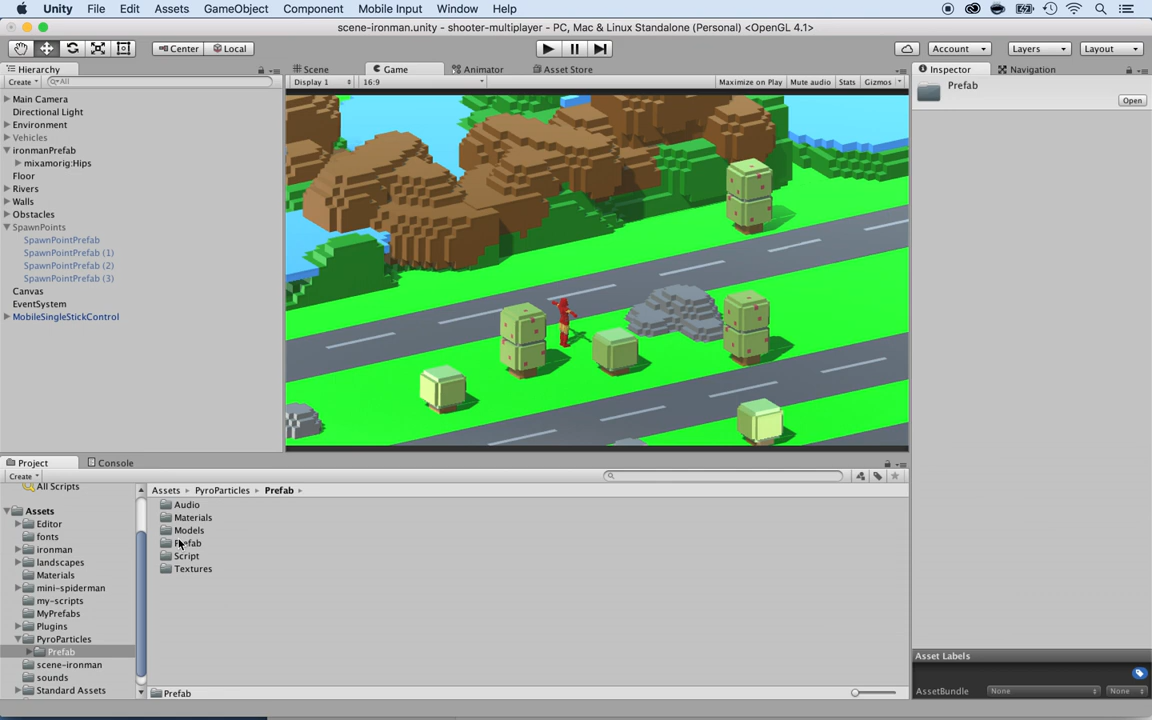 Unity File Edit Assets GameObject Component Mobile Input Window Help
scene-ironman.unity - shooter-multiplayer - PC, Mac & Linux Standalone (Personal) <OpenGL 4.1>
Center Local Account Layers Layout
Hierarchy Scene Game Animator Asset Store Inspector Navigation
Create All Display 1 16:9 Maximize on Play Mute audio Stats Gizmos
Prefab
Open
Main Camera
Directional Light
Environment
Vehicles
ironmanPrefab
mixamorig:Hips
Floor
Rivers
Walls
Obstacles
SpawnPoints
SpawnPointPrefab
SpawnPointPrefab (1)
SpawnPointPrefab (2)
SpawnPointPrefab (3)
Canvas
EventSystem
MobileSingleStickControl
Project Console
Create
All Scripts
Assets
Editor
fonts
ironman
landscapes
Materials
mini-spiderman
my-scripts
MyPrefabs
Plugins
PyroParticles
Prefab
scene-ironman
sounds
Standard Assets
Assets PyroParticles Prefab
Audio
Materials
Models
Prefab
Script
Textures
Prefab
Asset Labels
AssetBundle None None